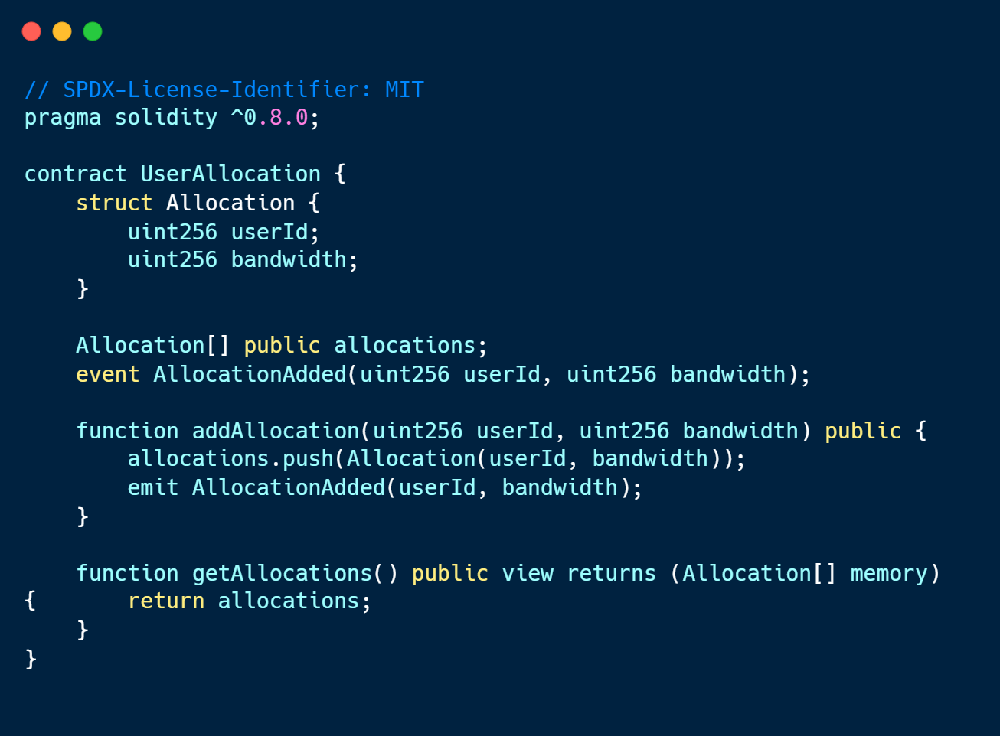 // SPDX-License-Identifier: MIT
pragma solidity ^0.8.0;

contract UserAllocation {
    struct Allocation {
        uint256 userId;
        uint256 bandwidth;
    }

    Allocation[] public allocations;
    event AllocationAdded(uint256 userId, uint256 bandwidth);

    function addAllocation(uint256 userId, uint256 bandwidth) public {
        allocations.push(Allocation(userId, bandwidth));
        emit AllocationAdded(userId, bandwidth);
    }

    function getAllocations() public view returns (Allocation[] memory)
{       return allocations;
    }
}